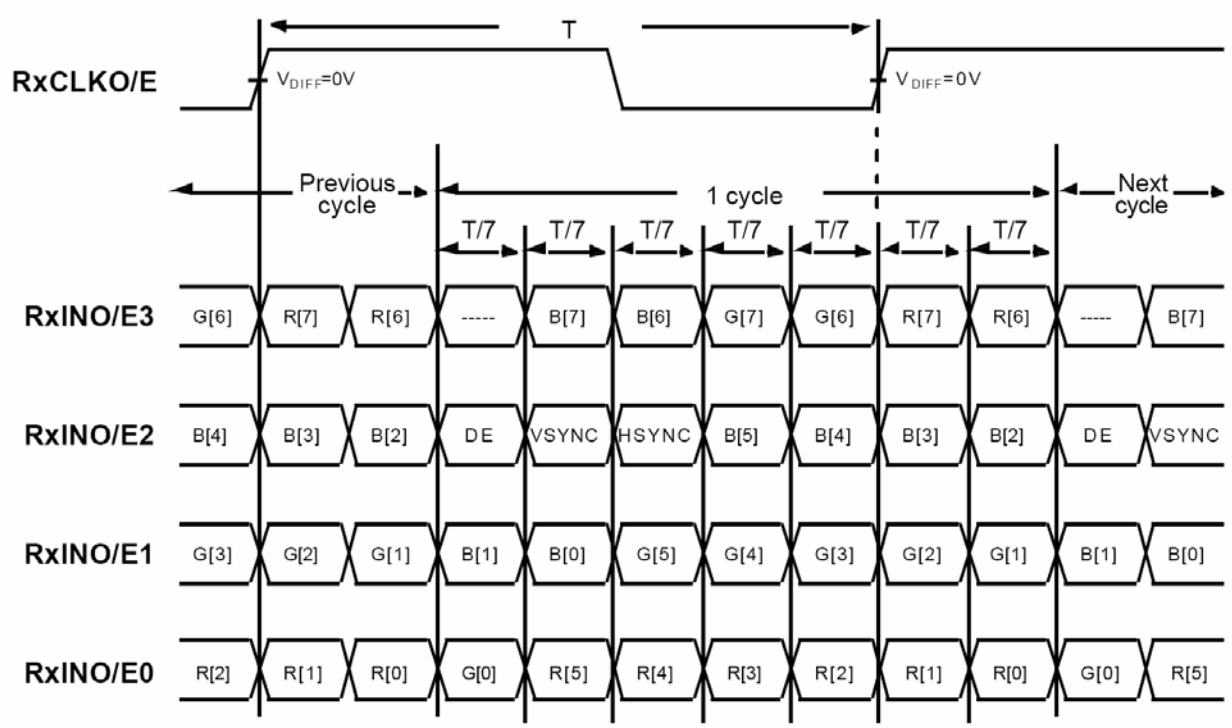 T
RxCLKO/E
VDIFF=0V VDIFF=0V
Previous cycle 1 cycle Next cycle
T/7 T/7 T/7 T/7 T/7 T/7 T/7
RxINO/E3 G[6] R[7] R[6] ----- B[7] B[6] G[7] G[6] R[7] R[6] ----- B[7]
RxINO/E2 B[4] B[3] B[2] DE VSYNC HSYNC B[5] B[4] B[3] B[2] DE VSYNC
RxINO/E1 G[3] G[2] G[1] B[1] B[0] G[5] G[4] G[3] G[2] G[1] B[1] B[0]
RxINO/E0 R[2] R[1] R[0] G[0] R[5] R[4] R[3] R[2] R[1] R[0] G[0] R[5]